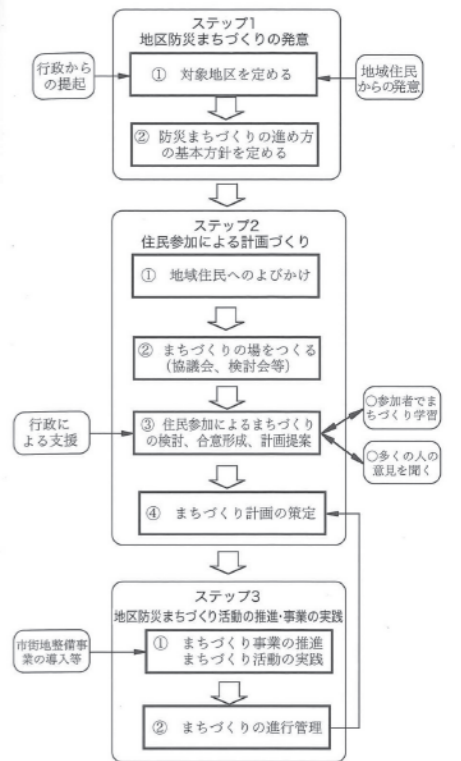 ステップ1
地区防災まちづくりの発意
行政から
の提起
① 対象地区を定める
地域住民
からの発意
② 防災まちづくりの進め方
の基本方針を定める
ステップ2
住民参加による計画づくり
① 地域住民へのよびかけ
② まちづくりの場をつくる
(協議会、検討会等)
行政に
よる支援
③ 住民参加によるまちづくり
の検討、合意形成、計画提案
○参加者でま
ちづくり学習
○多くの人の
意見を聞く
④ まちづくり計画の策定
ステップ3
地区防災まちづくり活動の推進・事業の実践
市街地整備事
業の導入等
① まちづくり事業の推進
まちづくり活動の実践
② まちづくりの進行管理